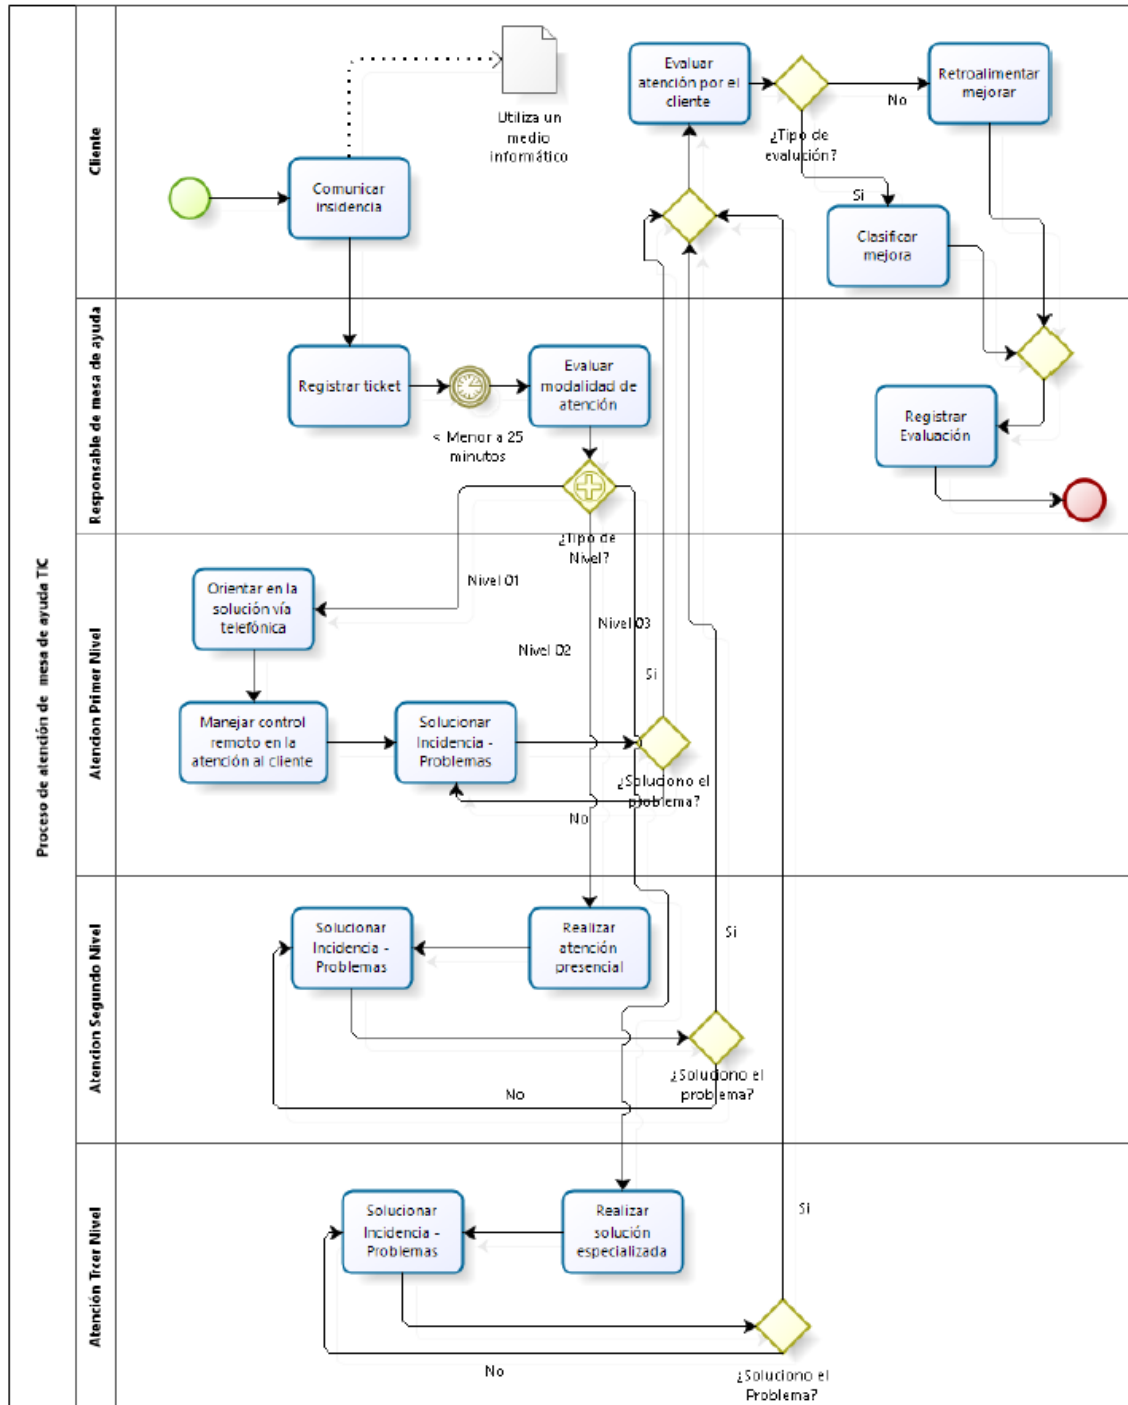 Proceso de atención de mesa de ayuda TIC
Cliente
Utiliza un
medio
informático
Comunicar
insidencia
Evaluar
atención por el
cliente
¿Tipo de
evalución?
No
Retroalimentar
mejorar
Si
Clasificar
mejora
Responsable de mesa de ayuda
Registrar ticket
< Menor a 25
minutos
Evaluar
modalidad de
atención
¿Tipo de
Nivel?
Registrar
Evaluación
Atencion Primer Nivel
Nivel 01
Nivel 02
Nivel 03
Orientar en la
solución vía
telefónica
Manejar control
remoto en la
atención al cliente
Solucionar
Incidencia -
Problemas
Si
¿Soluciono el
problema?
No
Atencion Segundo Nivel
Solucionar
Incidencia -
Problemas
Realizar
atención
presencial
Si
¿Soluciono el
problema?
No
Atención Trcer Nivel
Solucionar
Incidencia -
Problemas
Realizar
solución
especializada
Si
No
¿Soluciono el
Problema?